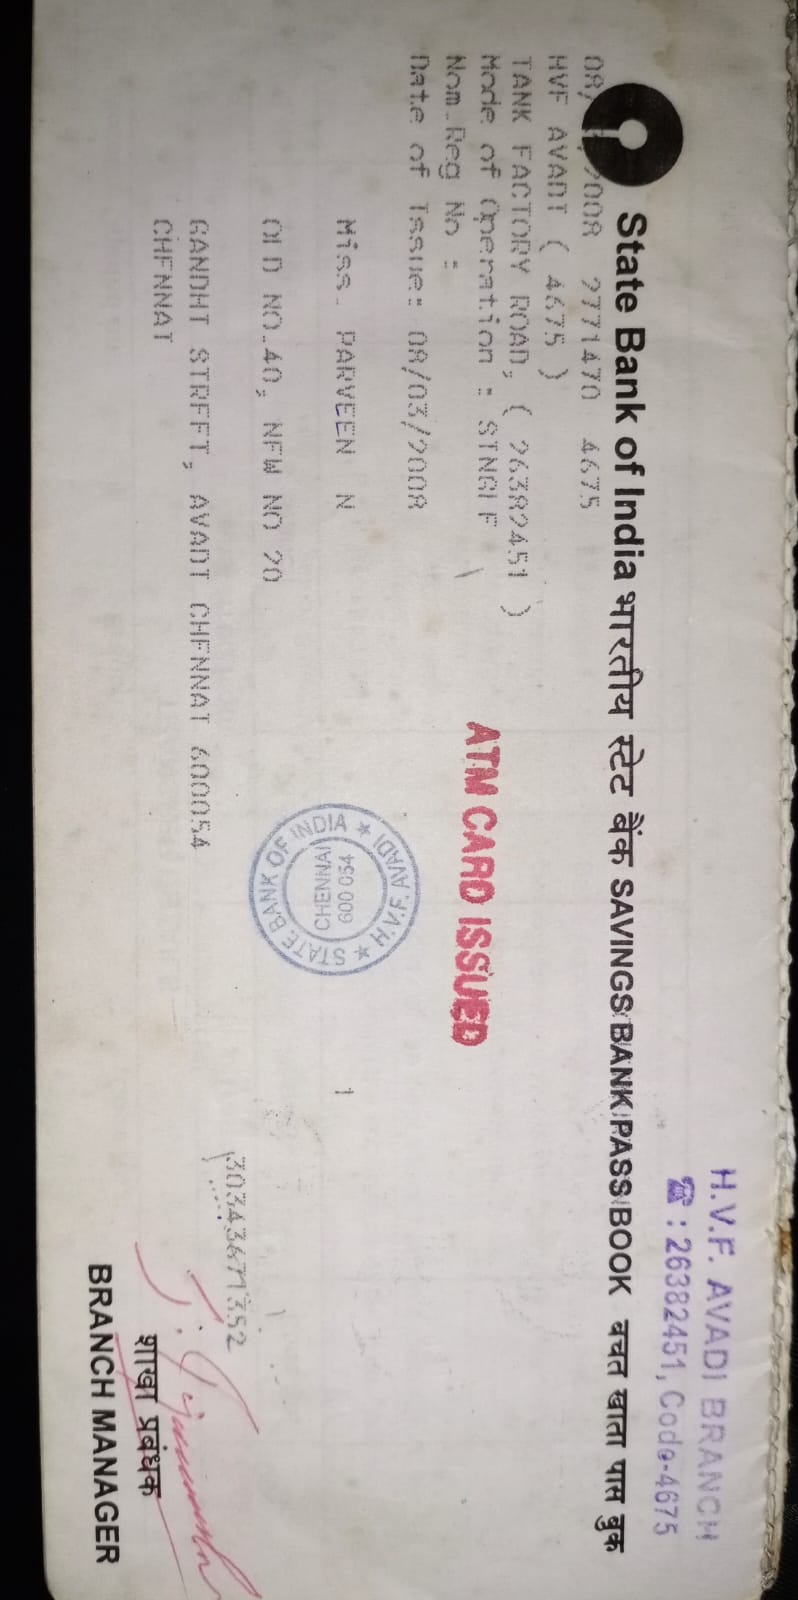 H.V.F. AVADI BRANCH
☎ : 26382451, Code-4675
State Bank of India भारतीय स्टेट बैंक SAVINGS BANK PASS BOOK बचत खाता पास बुक
2008 2771470 4675
HVF AVADI ( 4675 )
TANK FACTORY ROAD, ( 26382451 )
Mode of Operation : SINGLE
Nom.Reg No :
Date of Issue: 08/03/2008
ATM CARD ISSUED
STATE BANK OF INDIA ★ H.V.F. AVADI ★
CHENNAI
600 054
Miss. PARVEEN N
1
OLD NO.40, NEW NO 20
30343671352
GANDHI STREET, AVADI CHENNAI 600054
CHENNAI
शाखा प्रबंधक
BRANCH MANAGER